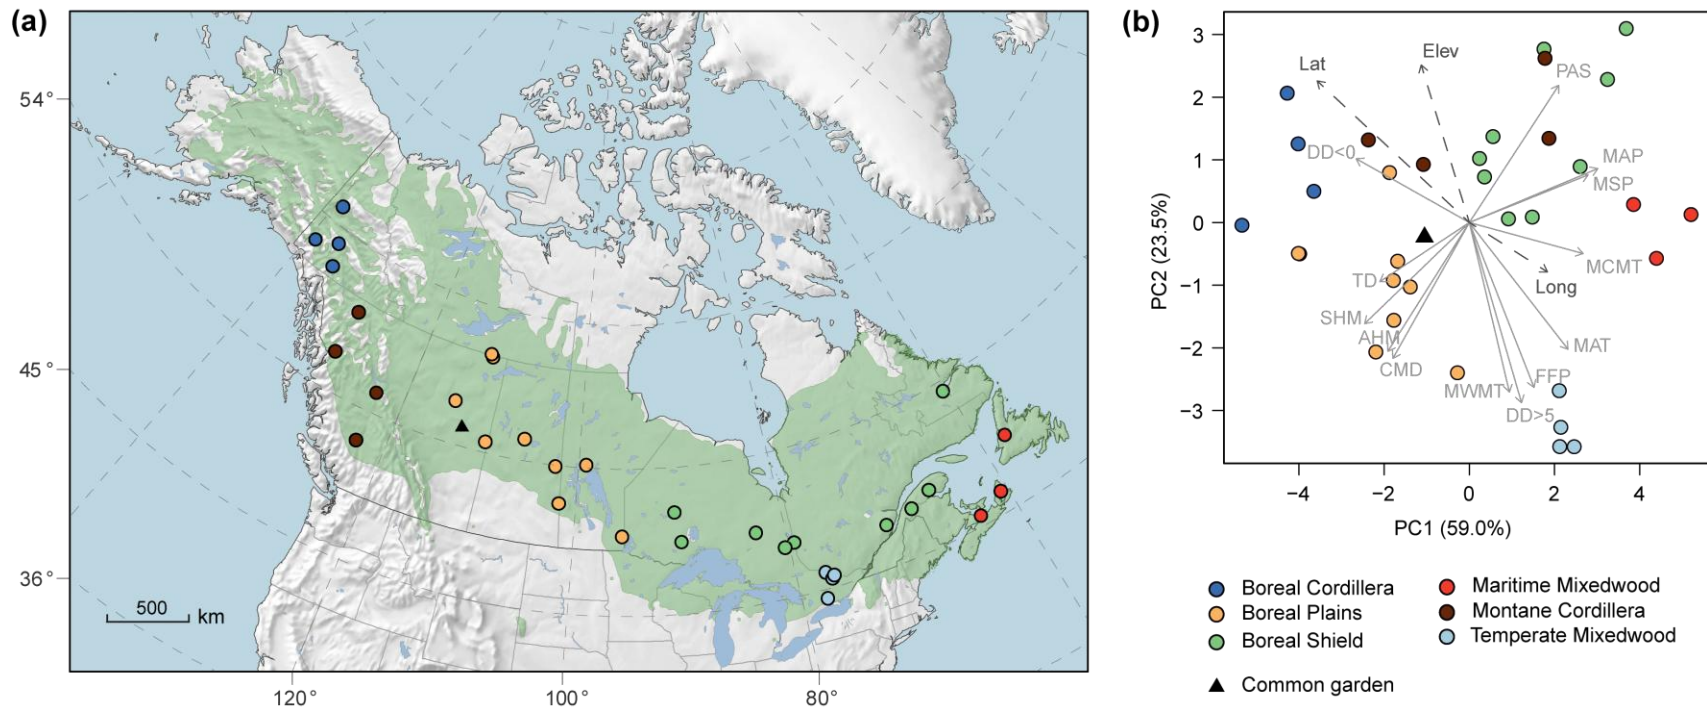 (a)
54°
45°
36°
500 km
120°
100°
80°
(b)
3
2
1
0
−1
−2
−3
PC2 (23.5%)
Lat
Elev
PAS
DD<0
MAP
MSP
MCMT
Long
TD
SHM
AHM
CMD
MAT
FFP
MWMT
DD>5
−4 −2 0 2 4
PC1 (59.0%)
Boreal Cordillera
Boreal Plains
Boreal Shield
Common garden
Maritime Mixedwood
Montane Cordillera
Temperate Mixedwood